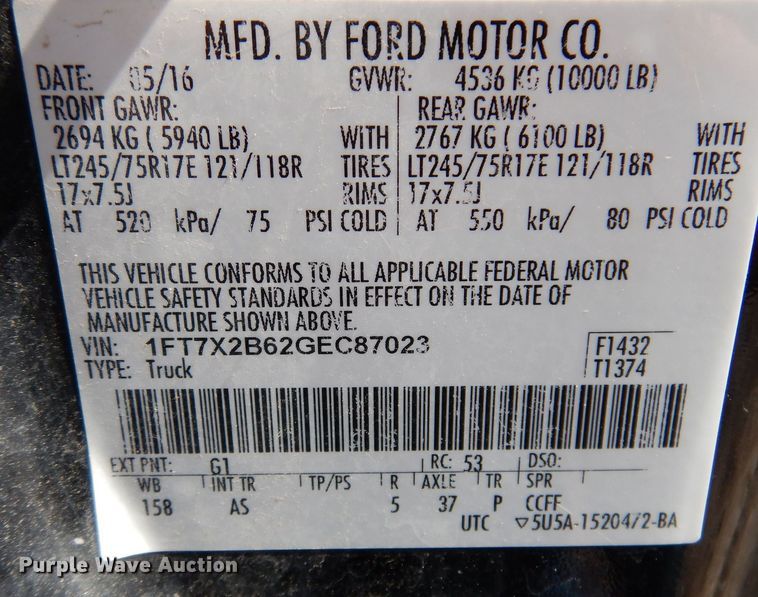 MFD. BY FORD MOTOR CO.
DATE: 05/16 GVWR: 4536 KG (10000 LB)
FRONT GAWR: REAR GAWR:
2694 KG ( 5940 LB) WITH 2767 KG ( 6100 LB) WITH
LT245/75R17E 121/118R TIRES LT245/75R17E 121/118R TIRES
17x7.5J RIMS 17x7.5J RIMS
AT 520 kPa/ 75 PSI COLD AT 550 kPa/ 80 PSI COLD
THIS VEHICLE CONFORMS TO ALL APPLICABLE FEDERAL MOTOR
VEHICLE SAFETY STANDARDS IN EFFECT ON THE DATE OF
MANUFACTURE SHOWN ABOVE.
VIN: 1FT7X2B62GEC87023 F1432
TYPE: Truck T1374
EXT PNT: G1 RC: 53 DSO:
WB INT TR TP/PS R AXLE TR SPR
158 AS 5 37 P CCFF
UTC ▽5U5A-1520472-BA
Purple Wave Auction